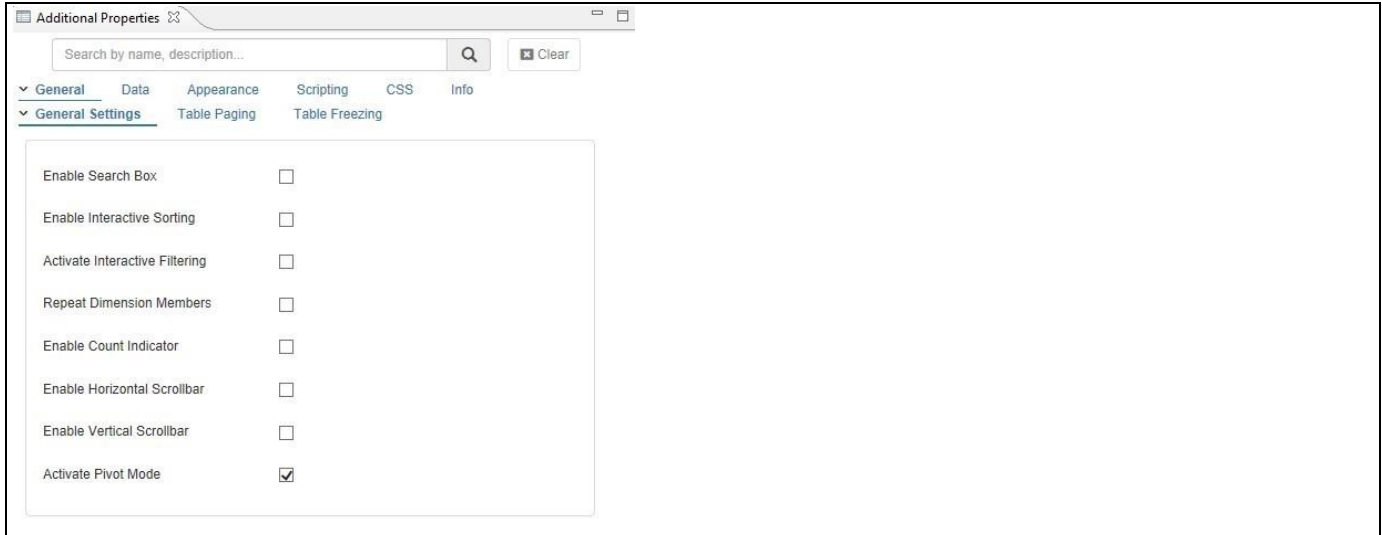 Additional Properties
Search by name, description...
Clear
General Data Appearance Scripting CSS Info
General Settings Table Paging Table Freezing
Enable Search Box
Enable Interactive Sorting
Activate Interactive Filtering
Repeat Dimension Members
Enable Count Indicator
Enable Horizontal Scrollbar
Enable Vertical Scrollbar
Activate Pivot Mode